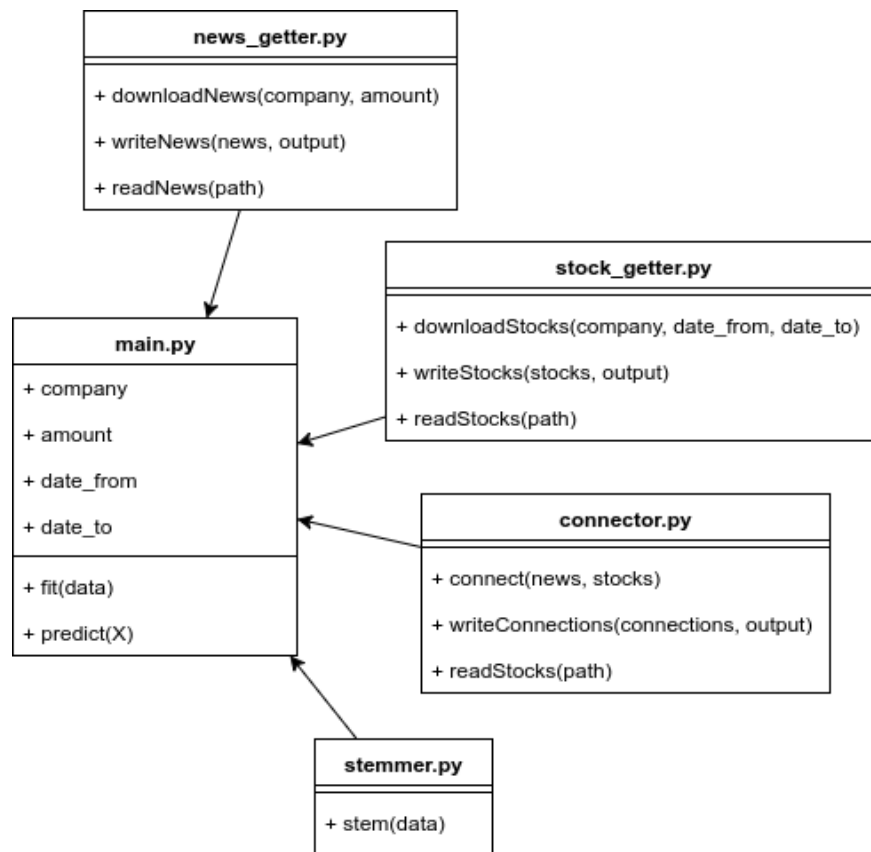 news_getter.py
+ downloadNews(company, amount)
+ writeNews(news, output)
+ readNews(path)
stock_getter.py
+ downloadStocks(company, date_from, date_to)
+ writeStocks(stocks, output)
+ readStocks(path)
main.py
+ company
+ amount
+ date_from
+ date_to
+ fit(data)
+ predict(X)
connector.py
+ connect(news, stocks)
+ writeConnections(connections, output)
+ readStocks(path)
stemmer.py
+ stem(data)